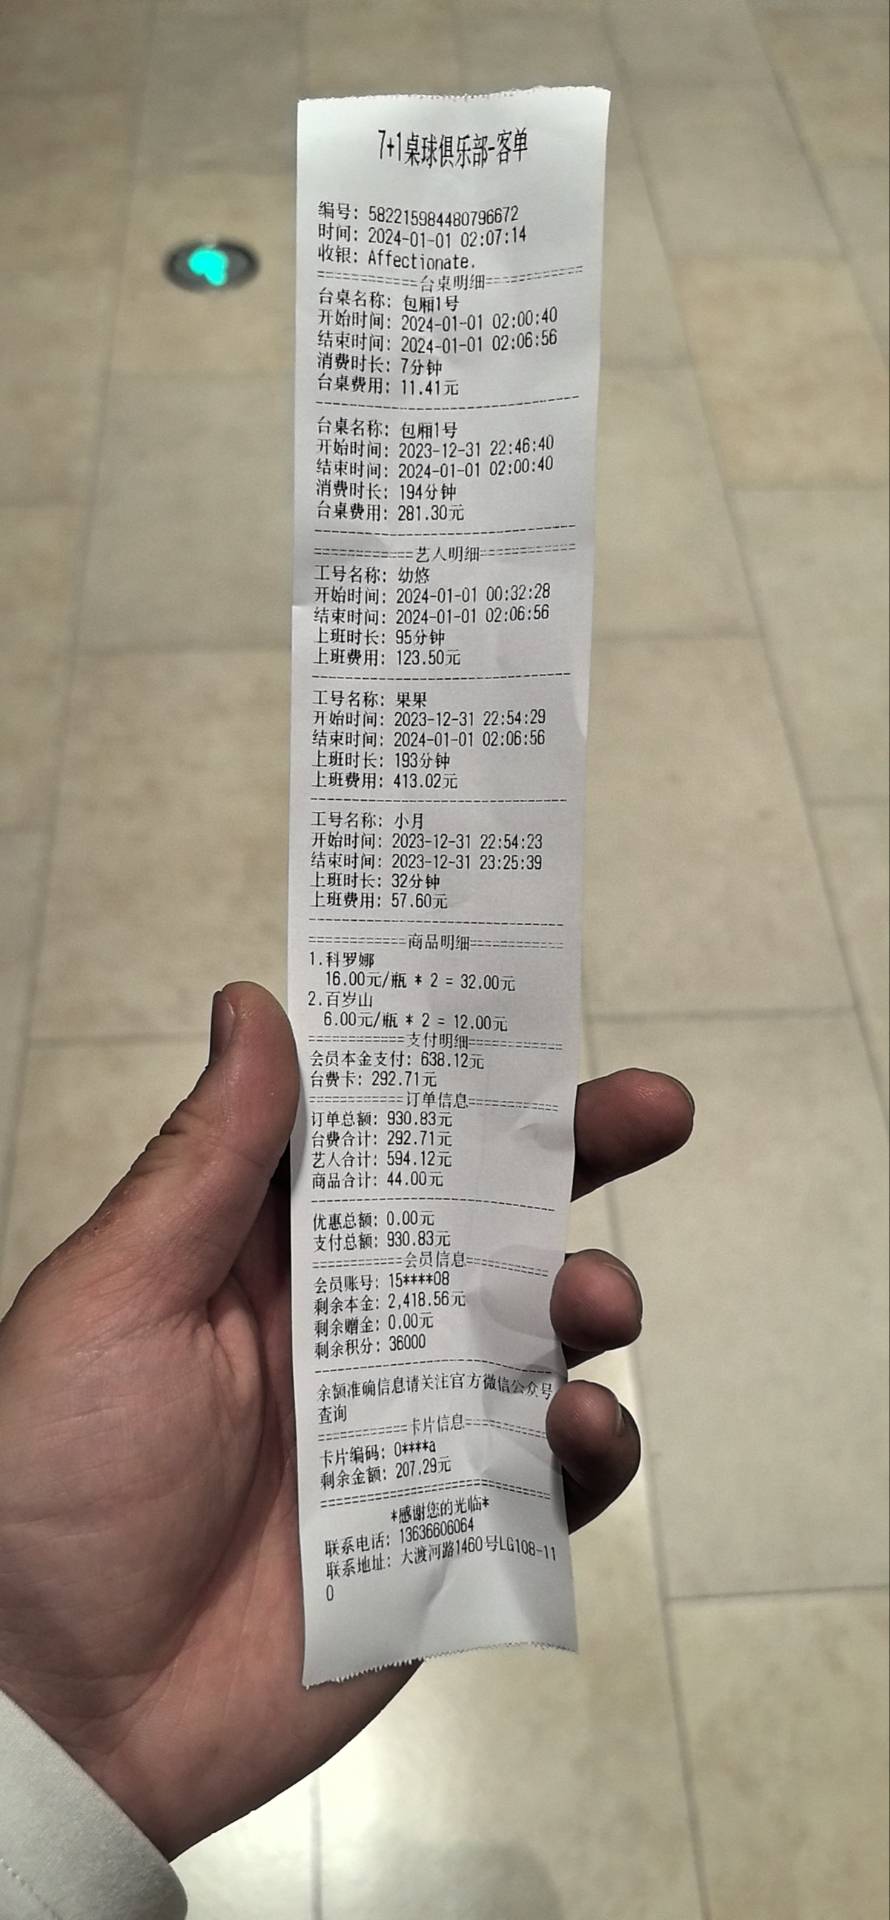 7+1桌球俱乐部-客单
编号: 582215984480796672
时间: 2024-01-01 02:07:14
收银: Affectionate.
==========台桌明细==========
台桌名称: 包厢1号
开始时间: 2024-01-01 02:00:40
结束时间: 2024-01-01 02:06:56
消费时长: 7分钟
台桌费用: 11.41元
--------------------------------
台桌名称: 包厢1号
开始时间: 2023-12-31 22:46:40
结束时间: 2024-01-01 02:00:40
消费时长: 194分钟
台桌费用: 281.30元
--------------------------------
==========艺人明细==========
工号名称: 幼悠
开始时间: 2024-01-01 00:32:28
结束时间: 2024-01-01 02:06:56
上班时长: 95分钟
上班费用: 123.50元
--------------------------------
工号名称: 果果
开始时间: 2023-12-31 22:54:29
结束时间: 2024-01-01 02:06:56
上班时长: 193分钟
上班费用: 413.02元
--------------------------------
工号名称: 小月
开始时间: 2023-12-31 22:54:23
结束时间: 2023-12-31 23:25:39
上班时长: 32分钟
上班费用: 57.60元
--------------------------------
==========商品明细==========
1.科罗娜
16.00元/瓶 * 2 = 32.00元
2.百岁山
6.00元/瓶 * 2 = 12.00元
==========支付明细==========
会员本金支付: 638.12元
台费卡: 292.71元
==========订单信息==========
订单总额: 930.83元
台费合计: 292.71元
艺人合计: 594.12元
商品合计: 44.00元
--------------------------------
优惠总额: 0.00元
支付总额: 930.83元
==========会员信息==========
会员账号: 15****08
剩余本金: 2,418.56元
剩余赠金: 0.00元
剩余积分: 36000
--------------------------------
余额准确信息请关注官方微信公众号
查询
==========卡片信息==========
卡片编码: 0****a
剩余金额: 207.29元
================================
*感谢您的光临*
联系电话: 13636606064
联系地址: 大渡河路1460号LG108-11
0